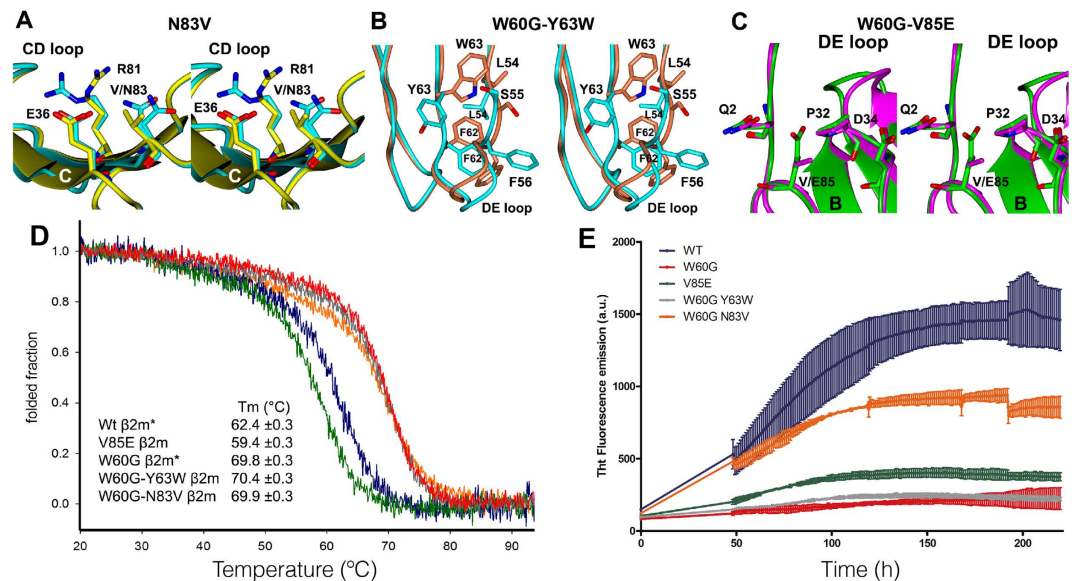 A
N83V
CD loop
CD loop
R81
R81
V/N83
V/N83
E36
E36
C
C
B
W60G-Y63W
W63
W63
L54
L54
Y63
Y63
S55
S55
L54
L54
F62
F62
F62
F62
F56
F56
DE loop
DE loop
C
W60G-V85E
DE loop
DE loop
Q2
Q2
P32
P32
D34
D34
V/E85
V/E85
B
B
D
folded fraction
1.0
0.8
0.6
0.4
0.2
0.0
Tm (°C)
Wt β2m* 62.4 ±0.3
V85E β2m 59.4 ±0.3
W60G β2m* 69.8 ±0.3
W60G-Y63W β2m 70.4 ±0.3
W60G-N83V β2m 69.9 ±0.3
20 30 40 50 60 70 80 90
Temperature (°C)
E
Tht Fluorescence emission (a.u.)
2000
1500
1000
500
0
WT
W60G
V85E
W60G Y63W
W60G N83V
0 50 100 150 200
Time (h)